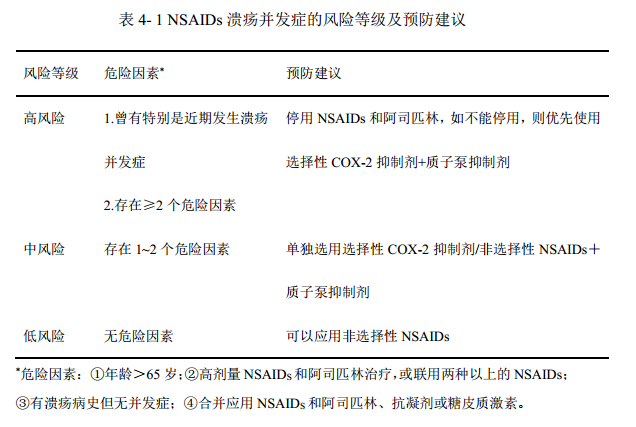 表 4- 1 NSAIDs 溃疡并发症的风险等级及预防建议
风险等级 危险因素* 预防建议
高风险 1.曾有特别是近期发生溃疡 停用 NSAIDs 和阿司匹林，如不能停用，则优先使用
并发症 选择性 COX-2 抑制剂+质子泵抑制剂
2.存在≥2 个危险因素
中风险 存在 1~2 个危险因素 单独选用选择性 COX-2 抑制剂/非选择性 NSAIDs＋
质子泵抑制剂
低风险 无危险因素 可以应用非选择性 NSAIDs
*危险因素：①年龄＞65 岁;②高剂量 NSAIDs 和阿司匹林治疗,或联用两种以上的 NSAIDs；
③有溃疡病史但无并发症；④合并应用 NSAIDs 和阿司匹林、抗凝剂或糖皮质激素。